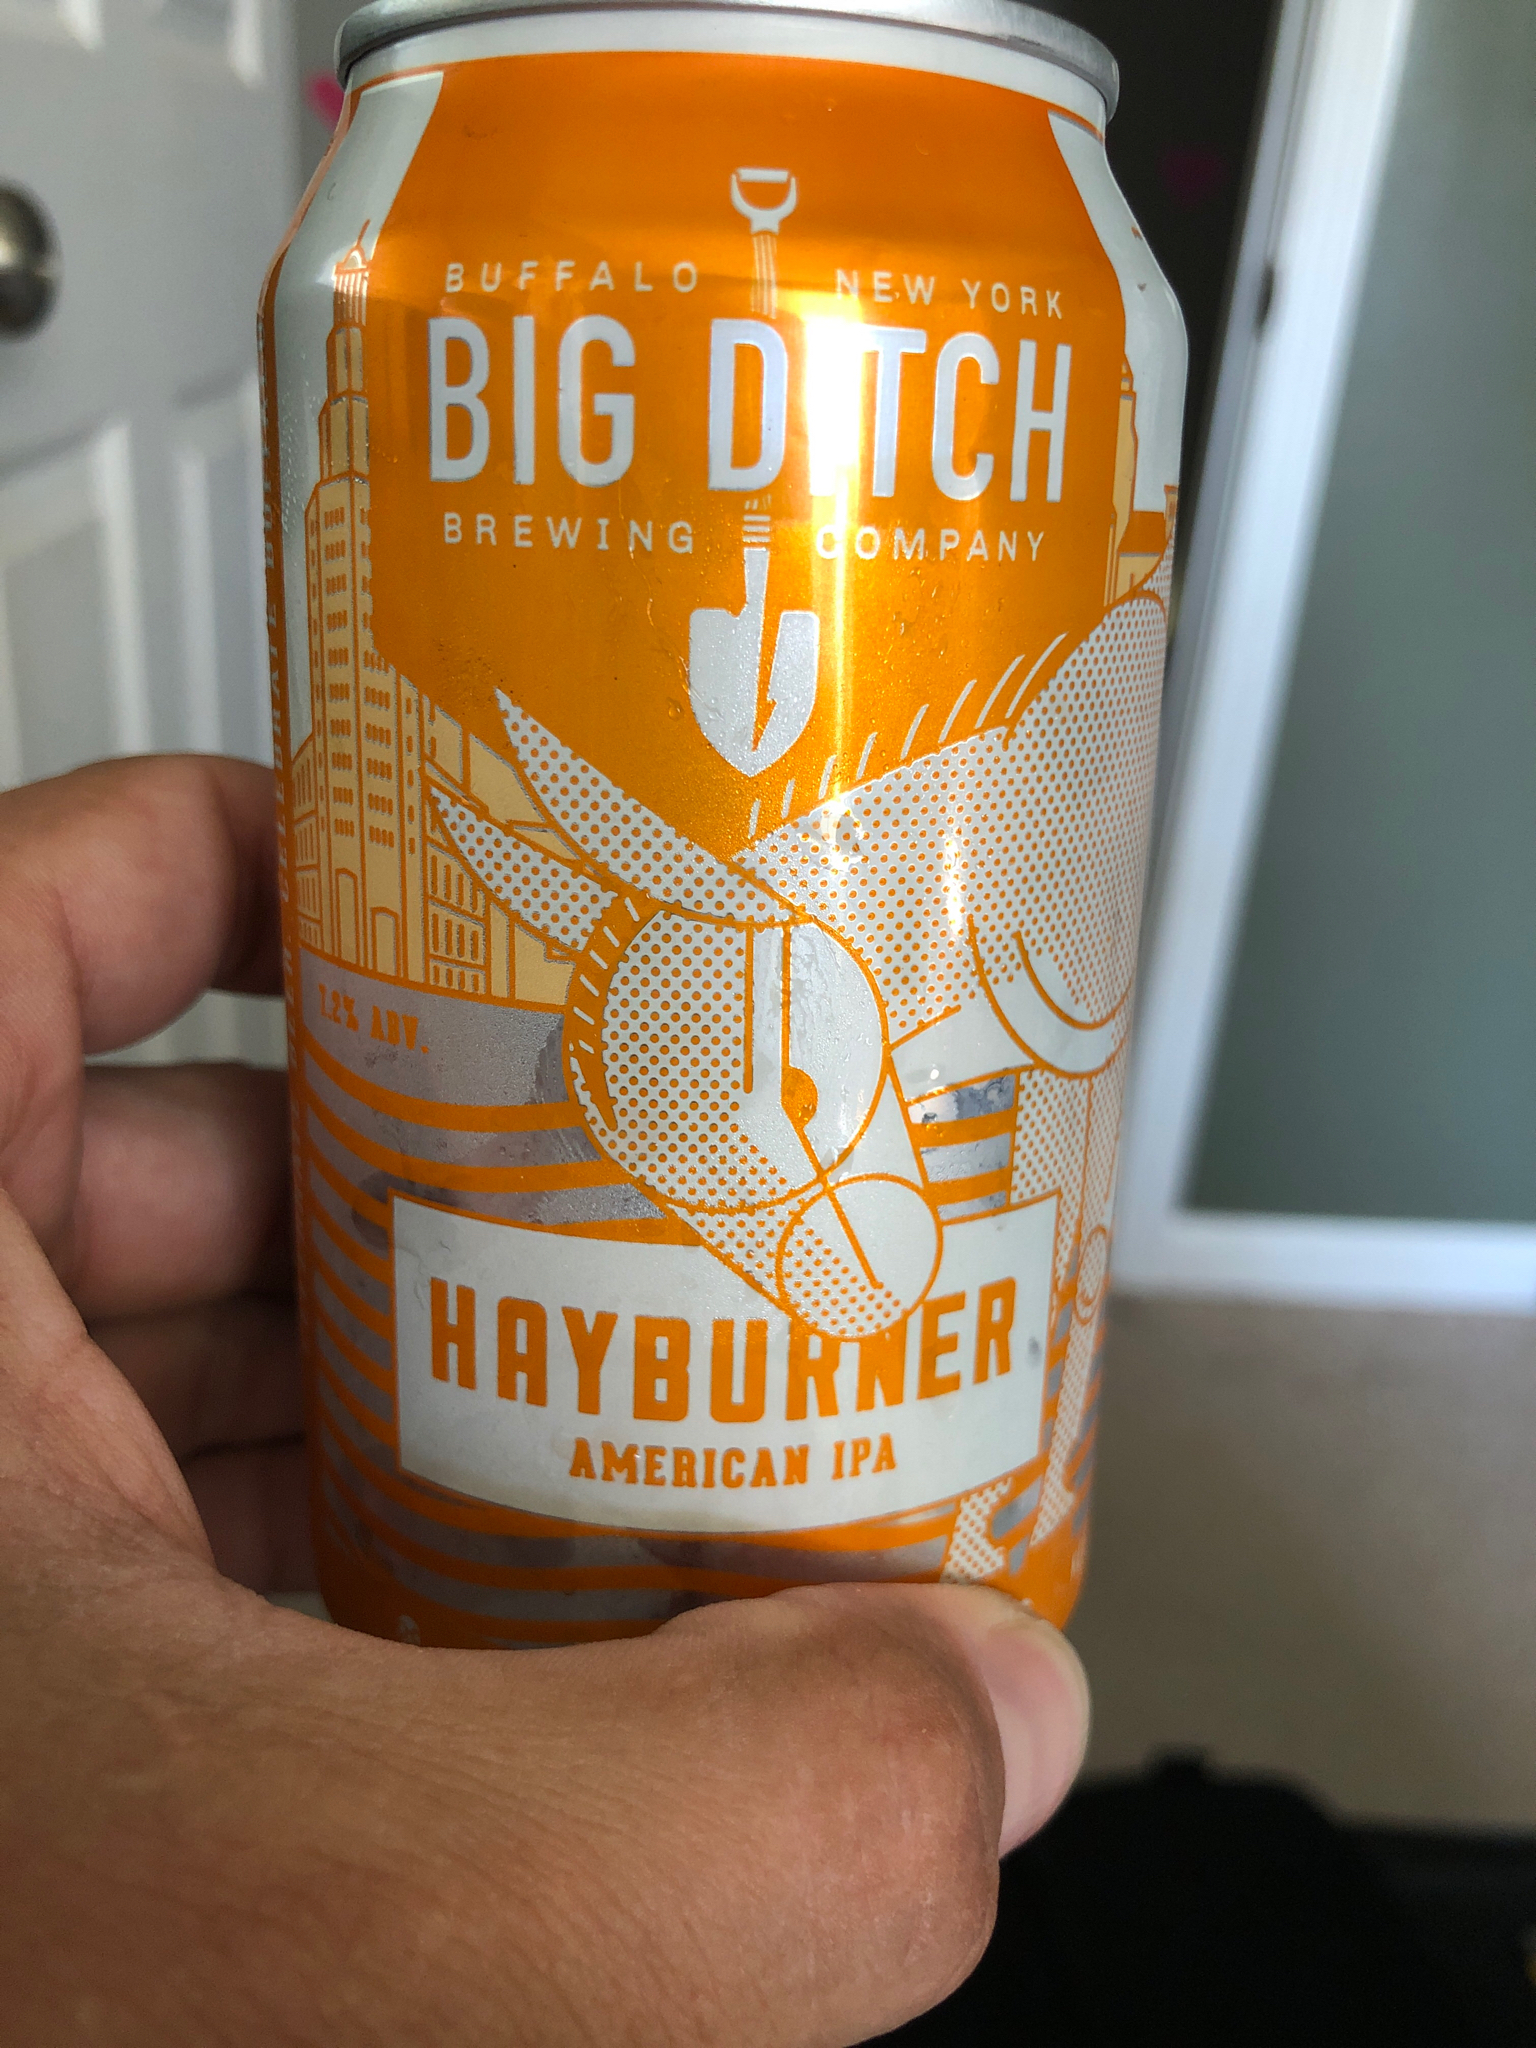 BUFFALO NEW YORK
BIG DITCH
BREWING COMPANY
7.2% ABV.
HAYBURNER
AMERICAN IPA